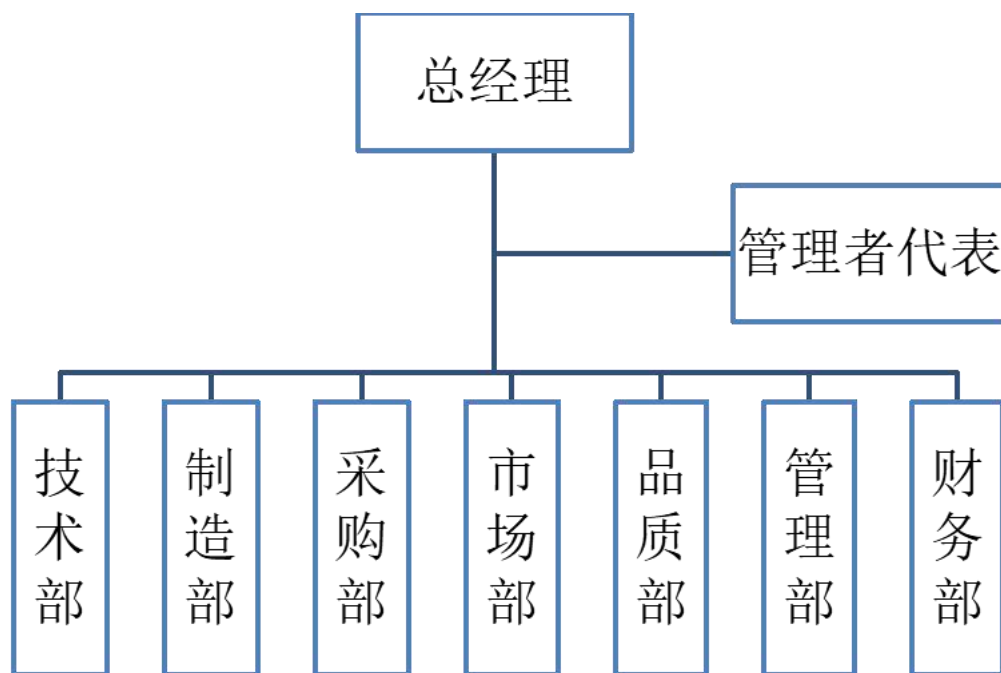 总经理
管理者代表
技术部
制造部
采购部
市场部
品质部
管理部
财务部